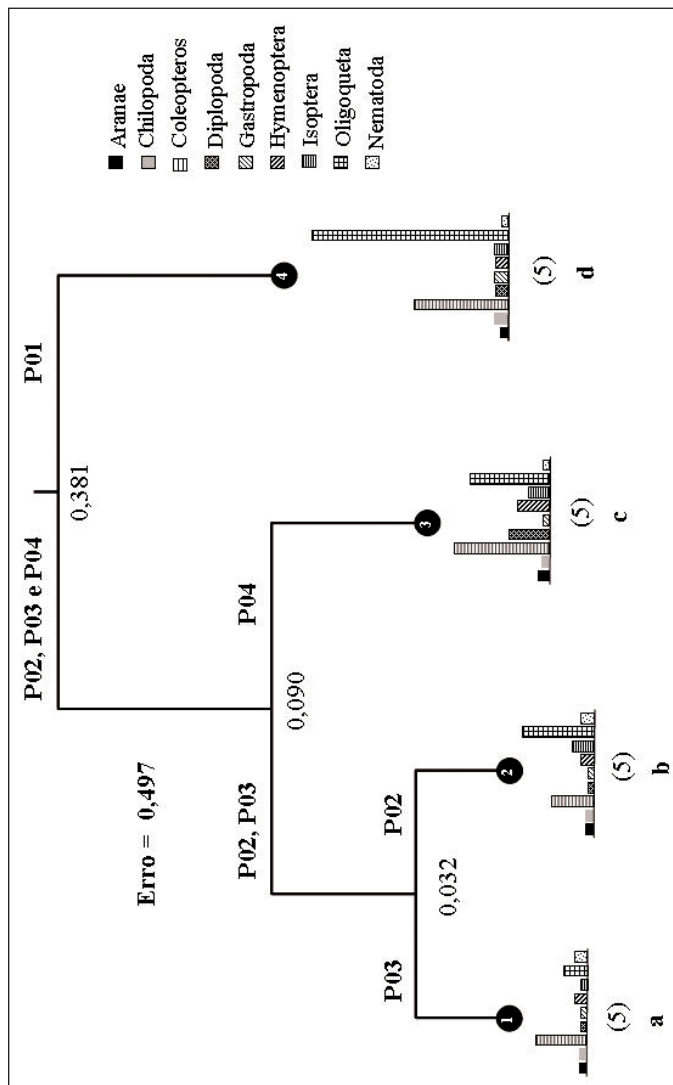 P02, P03 e P04
P01
0,381
Erro = 0,497
P02, P03
P04
0,090
P03
P02
0,032
1
2
3
4
(5)
(5)
(5)
(5)
a
b
c
d
Aranae
Chilopoda
Coleopteros
Diplopoda
Gastropoda
Hymenoptera
Isoptera
Oligoqueta
Nematoda